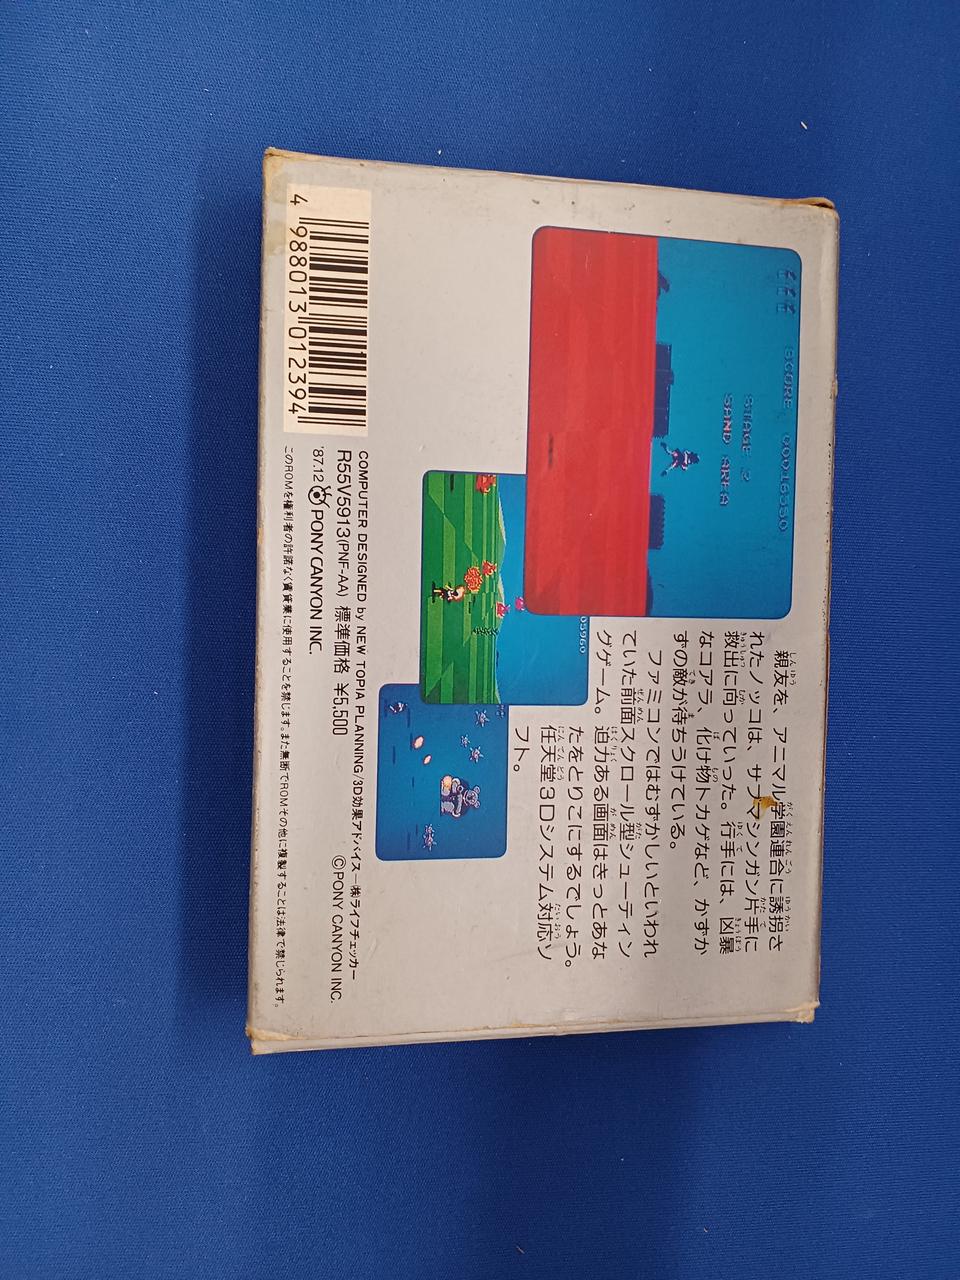 SCORE 00016550
STAGE 2
SAND AREA
05960
親友を、アニマル学園連合に誘拐さ
れたノッコは、サブマシンガン片手に
救出に向っていった。行手には、凶暴
なコアラ、化け物トカゲなど、かずか
ずの敵が待ちうけている。
ファミコンではむずかしいといわれ
ていた前面スクロール型シューティン
グゲーム。迫力ある画面はきっとあな
たをとりこにするでしょう。
任天堂3Dシステム対応ソ
フト。
4 988013 012394
COMPUTER DESIGNED by NEW TOPIA PLANNING/3D効果アドバイス—(株)ライフチェッカー
R55V5913(PNF-AA) 標準価格 ¥5,500
©PONY CANYON INC.
'87.12 PONY CANYON INC.
このROMを権利者の許諾なく賃貸業に使用することを禁じます。また無断でROMその他に複製することは法律で禁じられます。